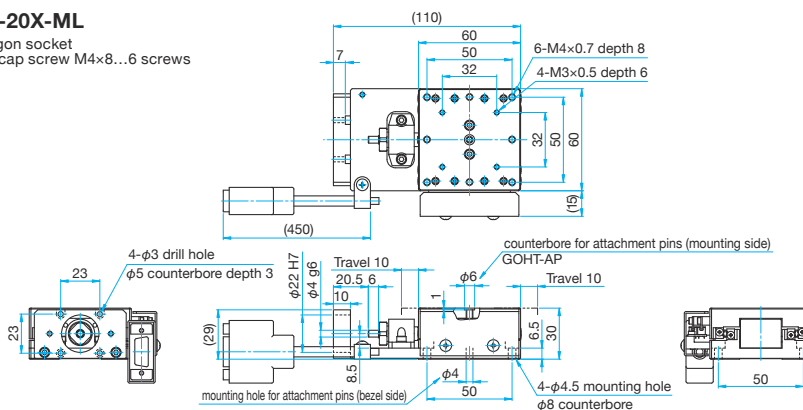 -20X-ML
gon socket
cap screw M4×8…6 screws
(110)
60
7
50
32
6-M4×0.7 depth 8
4-M3×0.5 depth 6
32
50
60
(15)
(450)
4-φ3 drill hole
φ5 counterbore depth 3
23
23
(29)
φ22 H7
φ4 g6
Travel 10
20.5
6
10
8.5
1
φ6
counterbore for attachment pins (mounting side)
GOHT-AP
Travel 10
6.5
30
φ4
mounting hole for attachment pins (bezel side)
50
4-φ4.5 mounting hole
φ8 counterbore
50